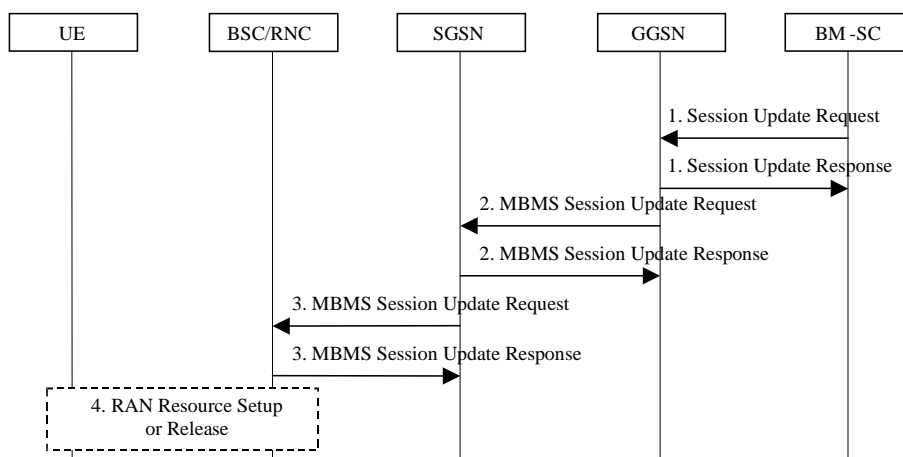 UE
BSC/RNC
SGSN
GGSN
BM -SC
1. Session Update Request
1. Session Update Response
2. MBMS Session Update Request
2. MBMS Session Update Response
3. MBMS Session Update Request
3. MBMS Session Update Response
4. RAN Resource Setup
or Release